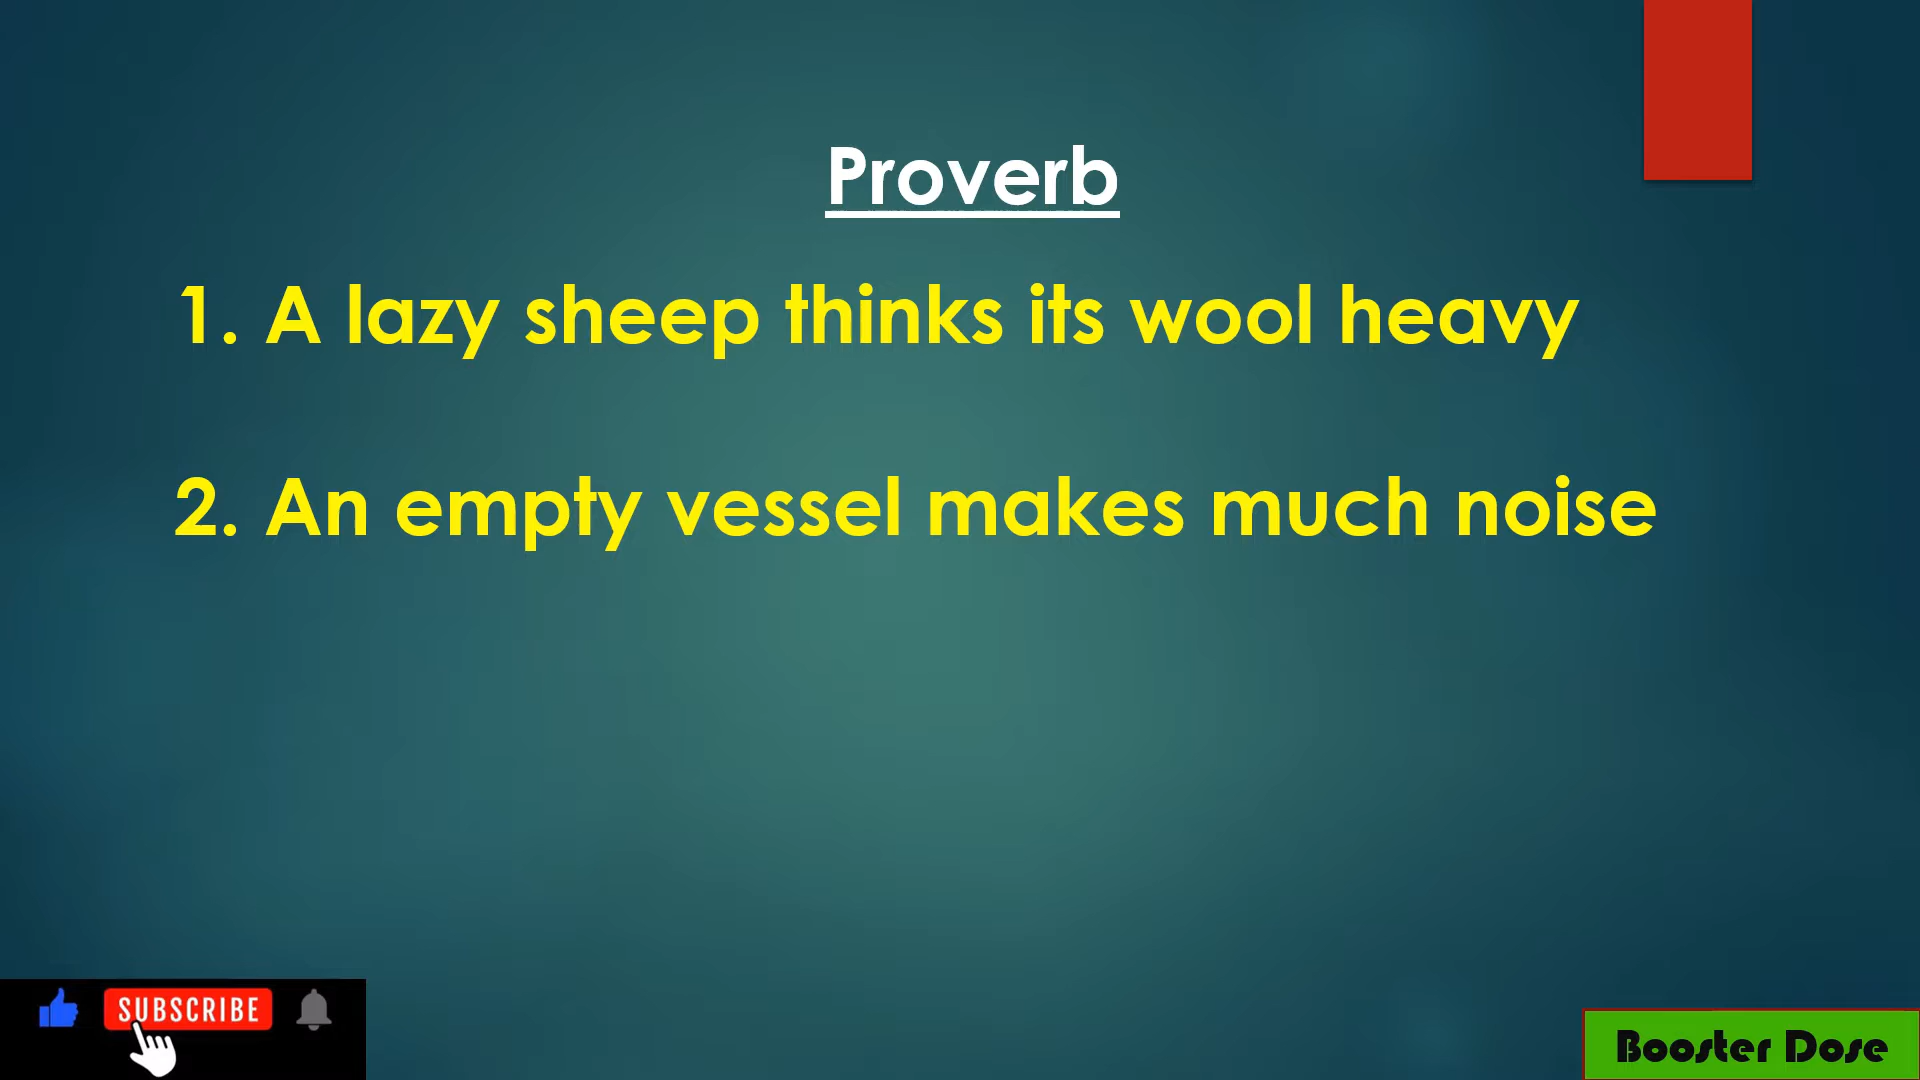 Proverb
1. A lazy sheep thinks its wool heavy
2. An empty vessel makes much noise
SUBSCRIBE
Booster Dose